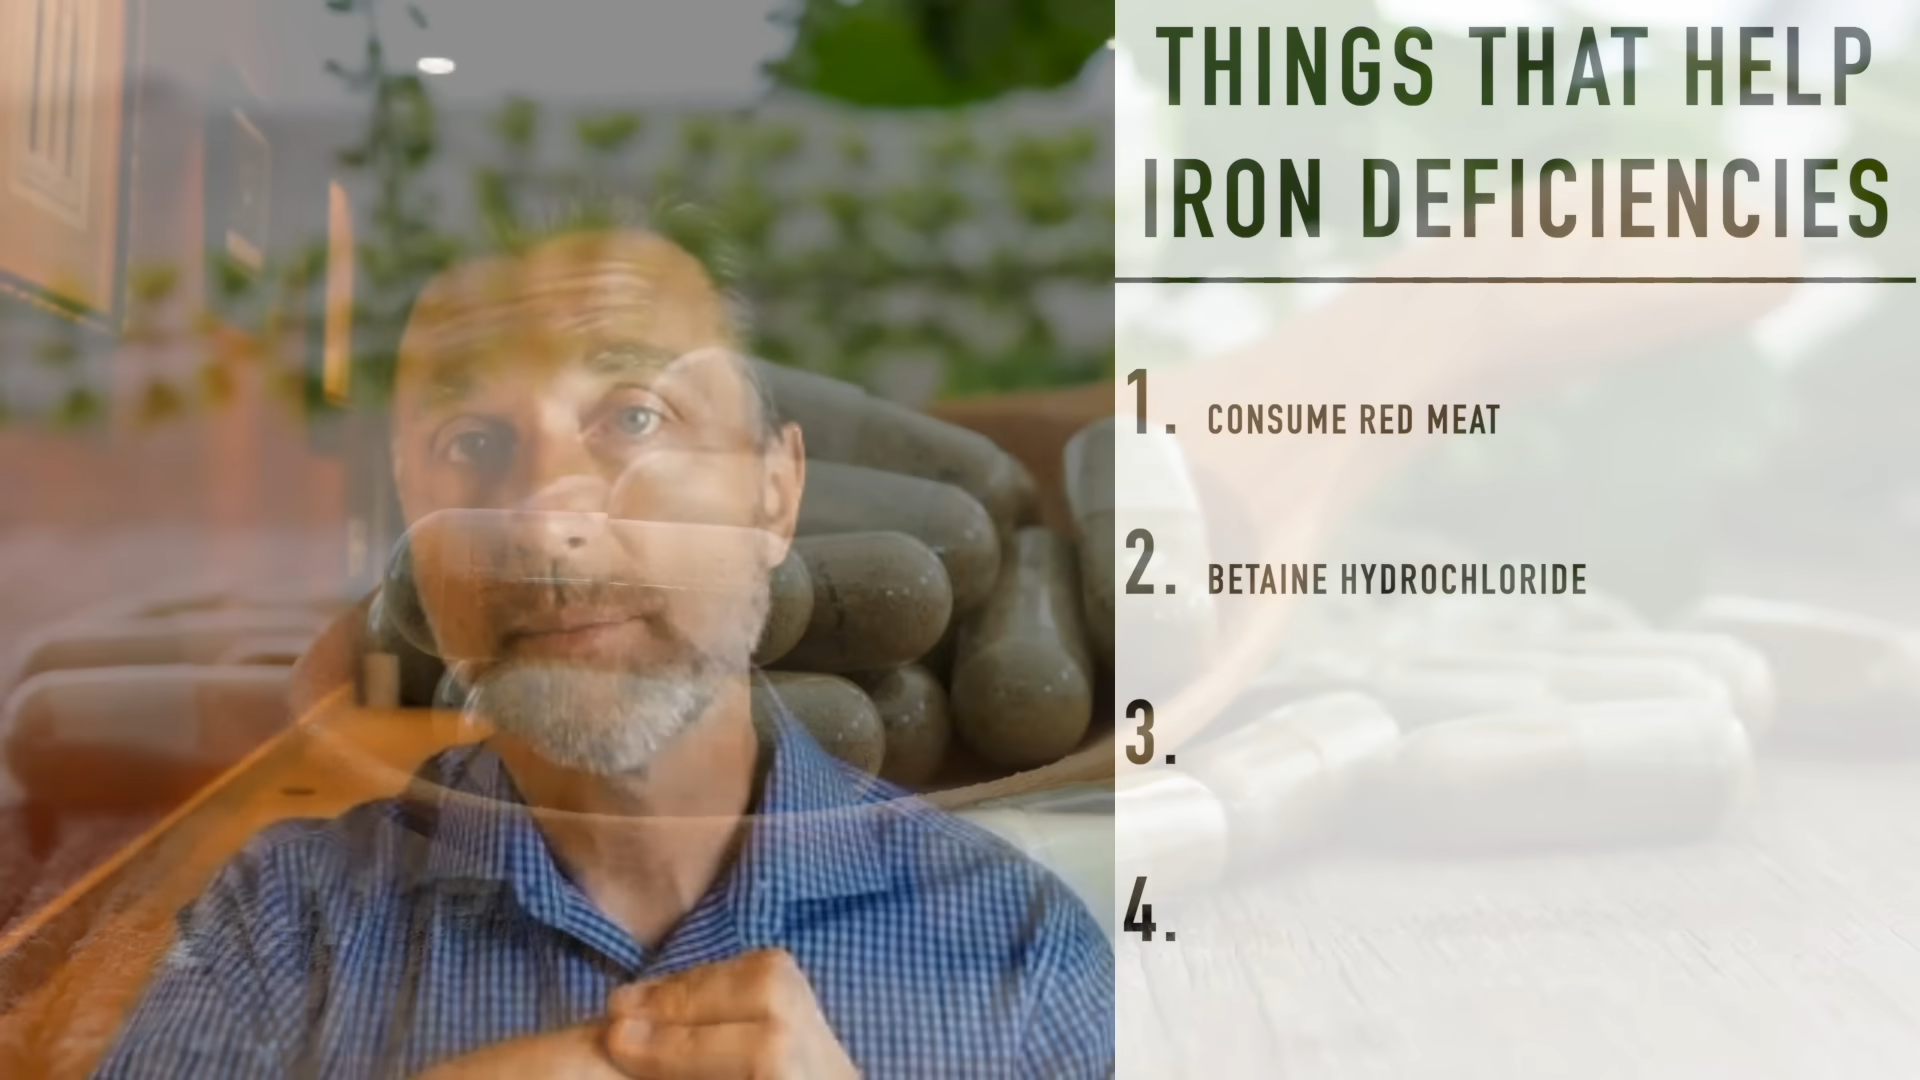 THINGS THAT HELP
IRON DEFICIENCIES
1. CONSUME RED MEAT
2. BETAINE HYDROCHLORIDE
3.
4.